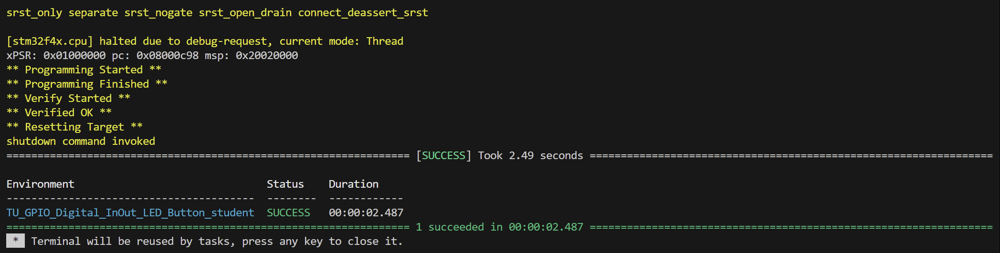 srst_only separate srst_nogate srst_open_drain connect_deassert_srst
[stm32f4x.cpu] halted due to debug-request, current mode: Thread
xPSR: 0x01000000 pc: 0x08000c98 msp: 0x20020000
** Programming Started **
** Programming Finished **
** Verify Started **
** Verified OK **
** Resetting Target **
shutdown command invoked
================================================================= [SUCCESS] Took 2.49 seconds =================================================================
Environment                               Status    Duration
----------------------------------------  --------  ------------
TU_GPIO_Digital_InOut_LED_Button_student  SUCCESS   00:00:02.487
================================================================= 1 succeeded in 00:00:02.487 =================================================================
* Terminal will be reused by tasks, press any key to close it.